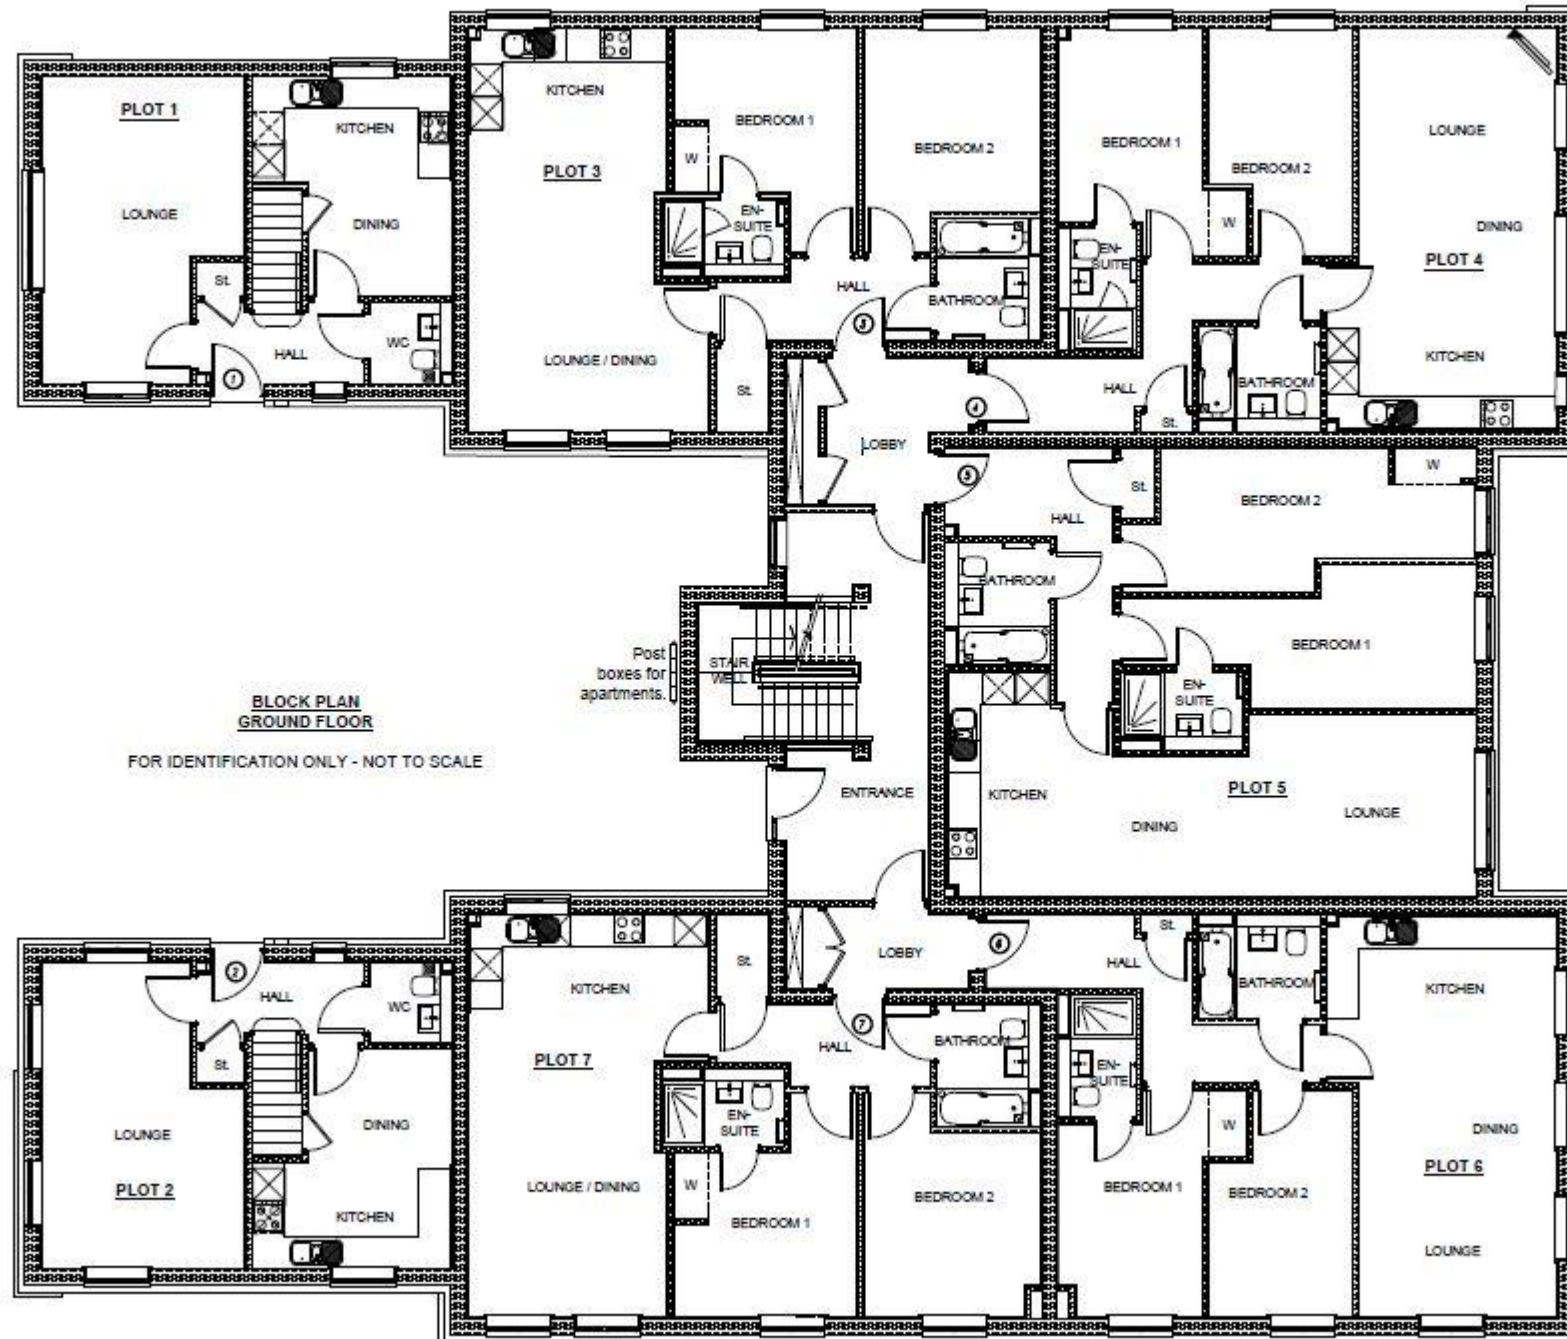 PLOT 1
KITCHEN
LOUNGE
DINING
St.
WC
HALL
1
KITCHEN
PLOT 3
LOUNGE / DINING
BEDROOM 1
W
EN-
SUITE
BEDROOM 2
HALL
BATHROOM
3
St.
BEDROOM 1
BEDROOM 2
W
EN-
SUITE
LOUNGE
DINING
PLOT 4
KITCHEN
BATHROOM
HALL
St.
4
LOBBY
5
HALL
St.
BEDROOM 2
W
BATHROOM
BEDROOM 1
EN-
SUITE
KITCHEN
PLOT 5
DINING
LOUNGE
Post
boxes for
apartments.
STAIR
WELL
ENTRANCE
BLOCK PLAN
GROUND FLOOR
FOR IDENTIFICATION ONLY - NOT TO SCALE
LOBBY
6
HALL
St.
BATHROOM
KITCHEN
EN-
SUITE
W
DINING
PLOT 6
BEDROOM 1
BEDROOM 2
LOUNGE
KITCHEN
St.
PLOT 7
7
HALL
BATHROOM
EN-
SUITE
LOUNGE / DINING
W
BEDROOM 1
BEDROOM 2
2
HALL
WC
St.
LOUNGE
DINING
PLOT 2
KITCHEN